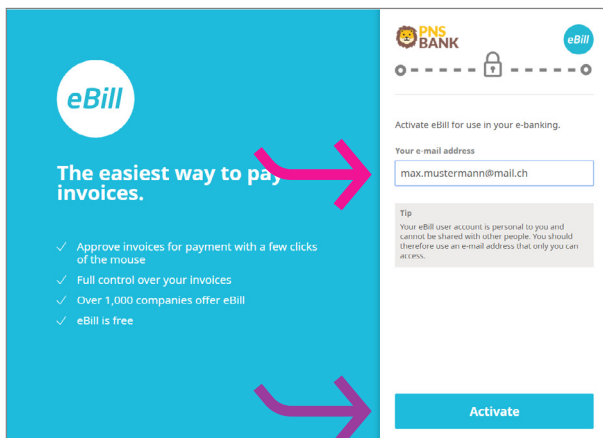 eBill
The easiest way to pay
invoices.
Approve invoices for payment with a few clicks
of the mouse
Full control over your invoices
Over 1,000 companies offer eBill
eBill is free
PNS
BANK
eBill
Activate eBill for use in your e-banking.
Your e-mail address
max.mustermann@mail.ch
Tip
Your eBill user account is personal to you and
cannot be shared with other people. You should
therefore use an e-mail address that only you can
access.
Activate